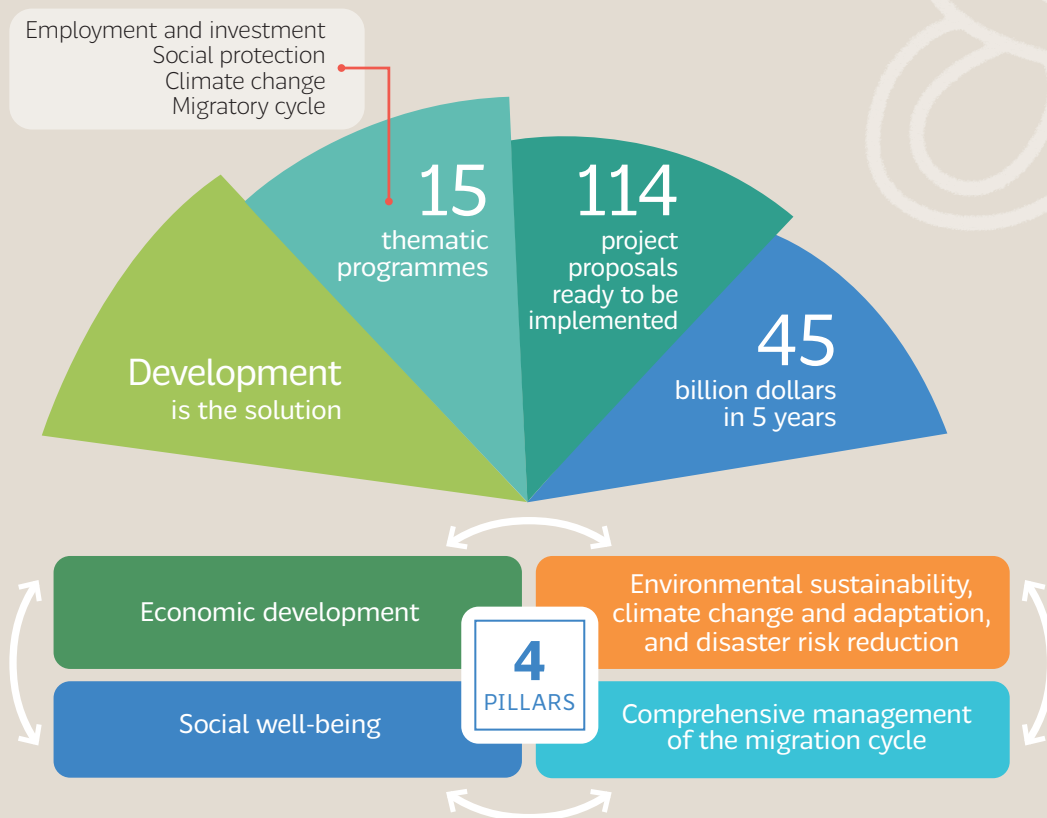 Employment and investment
Social protection
Climate change
Migratory cycle
15
thematic
programmes
114
project
proposals
ready to be
implemented
45
billion dollars
in 5 years
Development
is the solution
Economic development
Environmental sustainability,
climate change and adaptation,
and disaster risk reduction
4
PILLARS
Social well-being
Comprehensive management
of the migration cycle